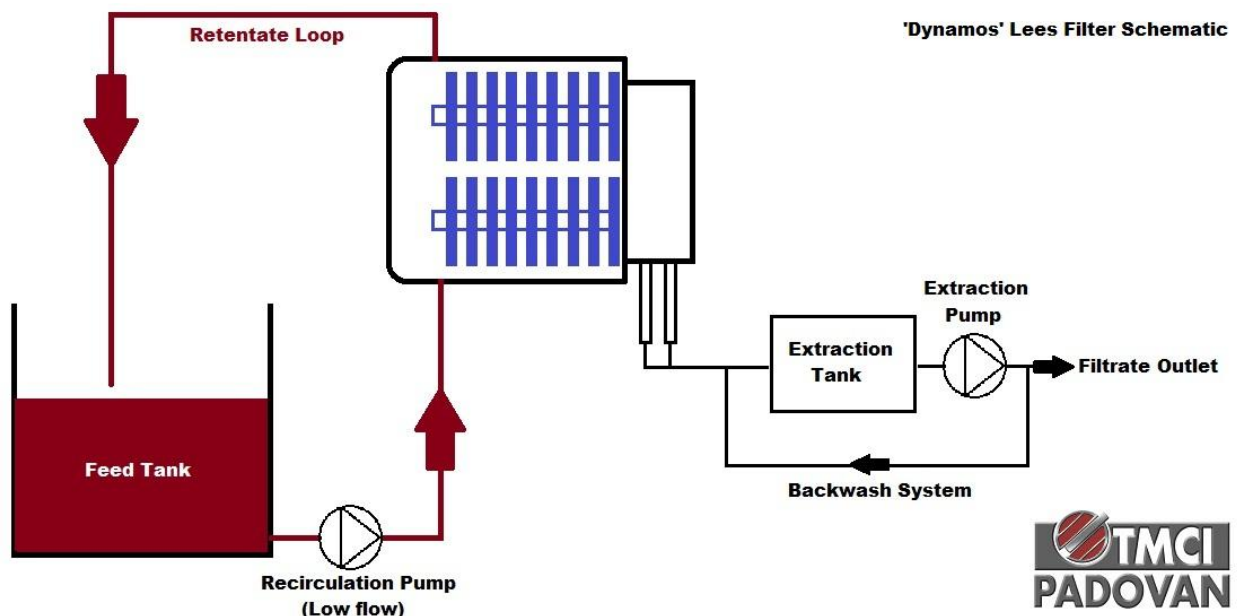 'Dynamos' Lees Filter Schematic
Retentate Loop
Extraction
Pump
Extraction
Tank
Filtrate Outlet
Feed Tank
Backwash System
Recirculation Pump
(Low flow)
TMCI
PADOVAN